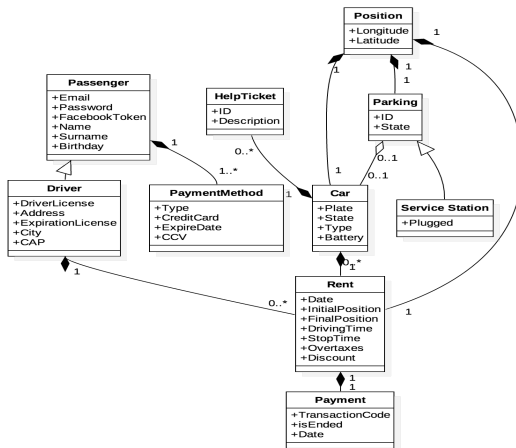 Position
+Longitude
+Latitude
1
1
1
1
Passenger
+Email
+Password
+FacebookToken
+Name
+Surname
+Birthday
1
1..*
HelpTicket
+ID
+Description
0..*
Parking
+ID
+State
0..1
0..1
Driver
+DriverLicense
+Address
+ExpirationLicense
+City
+CAP
1
PaymentMethod
+Type
+CreditCard
+ExpireDate
+CCV
1
1
Car
+Plate
+State
+Type
+Battery
Service Station
+Plugged
0..*
1
0..*
Rent
+Date
+InitialPosition
+FinalPosition
+DrivingTime
+StopTime
+Overtaxes
+Discount
1
1
1
Payment
+TransactionCode
+isEnded
+Date